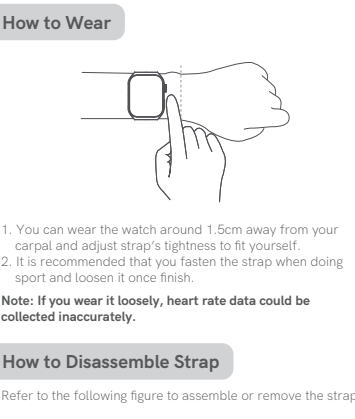 How to Wear
1. You can wear the watch around 1.5cm away from your
carpal and adjust strap's tightness to fit yourself.
2. It is recommended that you fasten the strap when doing
sport and loosen it once finish.
Note: If you wear it loosely, heart rate data could be
collected inaccurately.
How to Disassemble Strap
Refer to the following figure to assemble or remove the strap